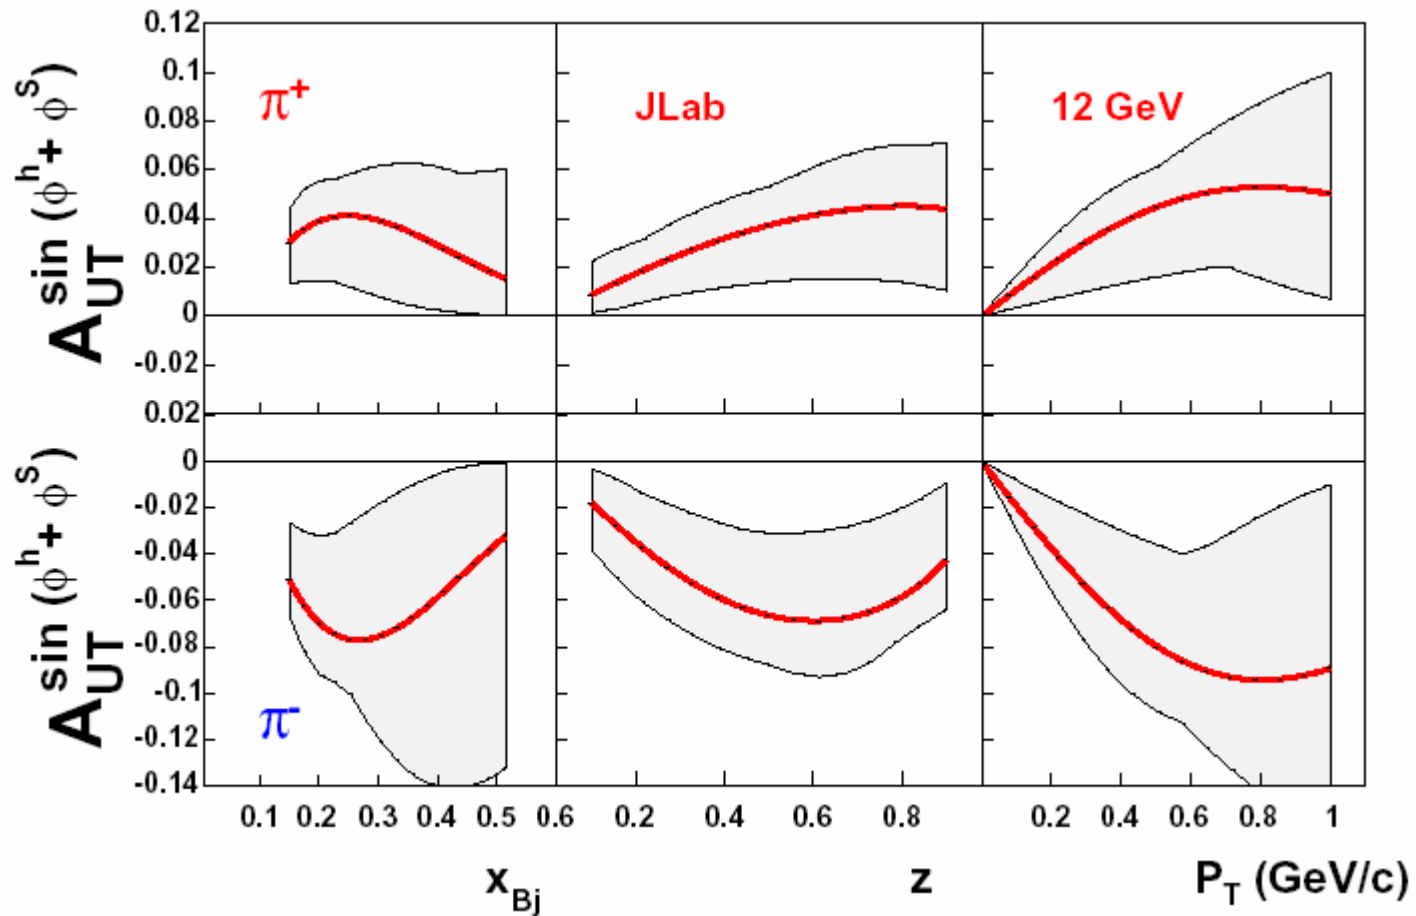 0.12
0.1
0.08
0.06
0.04
0.02
0
-0.02
0.02
0
-0.02
-0.04
-0.06
-0.08
-0.1
-0.12
-0.14
A_UT^sin (ϕ^h + ϕ^S)
A_UT^sin (ϕ^h + ϕ^S)
π⁺ JLab 12 GeV
π⁻
0.1 0.2 0.3 0.4 0.5 0.6 0.2 0.4 0.6 0.8 0.2 0.4 0.6 0.8 1
x_Bj z P_T (GeV/c)